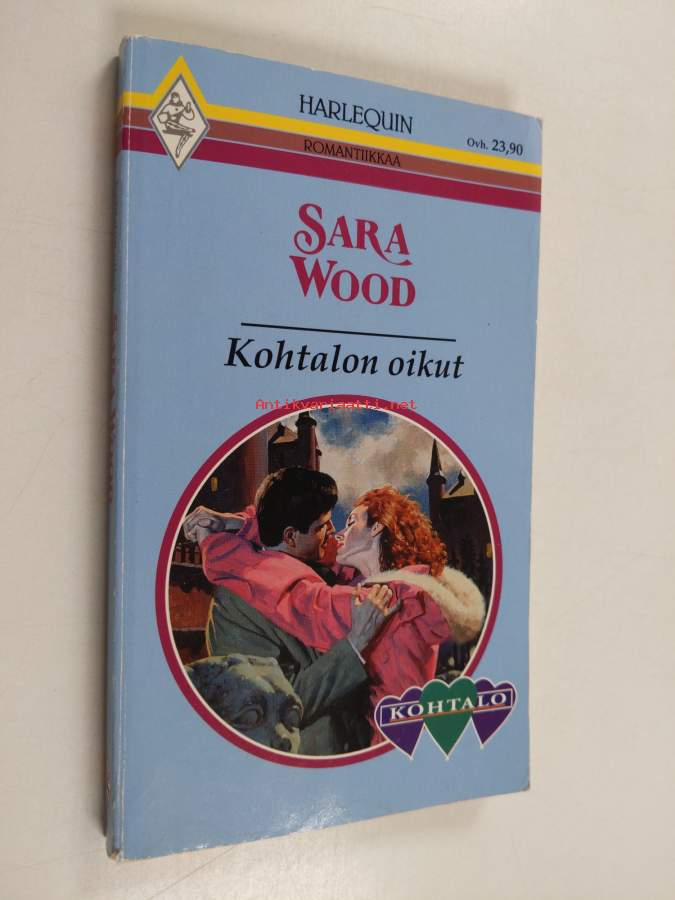 HARLEQUIN
Ovh. 23,90
ROMANTIIKKAA
SARA
WOOD
Kohtalon oikut
Antikvariaatti.net
KOHTALO